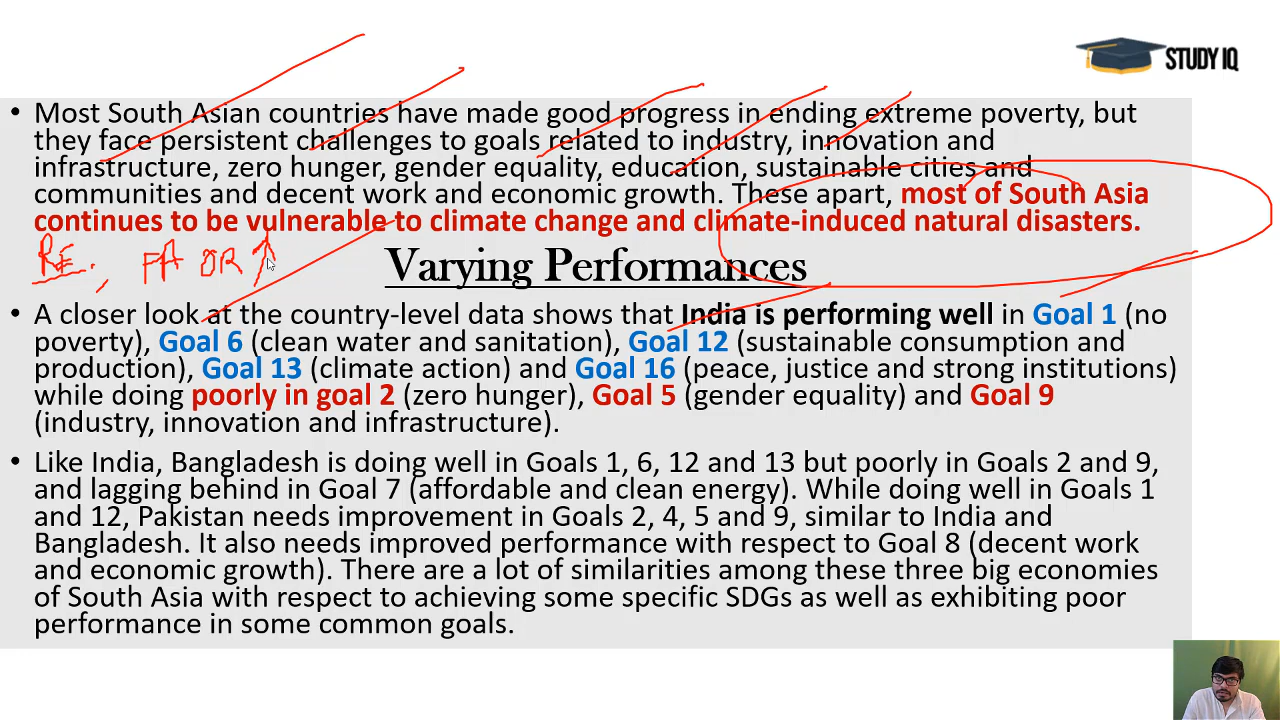 STUDY IQ
• Most South Asian countries have made good progress in ending extreme poverty, but
they face persistent challenges to goals related to industry, innovation and
infrastructure, zero hunger, gender equality, education, sustainable cities and
communities and decent work and economic growth. These apart, most of South Asia
continues to be vulnerable to climate change and climate-induced natural disasters.
RE. , FA OR ↑
Varying Performances
• A closer look at the country-level data shows that India is performing well in Goal 1 (no
poverty), Goal 6 (clean water and sanitation), Goal 12 (sustainable consumption and
production), Goal 13 (climate action) and Goal 16 (peace, justice and strong institutions)
while doing poorly in goal 2 (zero hunger), Goal 5 (gender equality) and Goal 9
(industry, innovation and infrastructure).
• Like India, Bangladesh is doing well in Goals 1, 6, 12 and 13 but poorly in Goals 2 and 9,
and lagging behind in Goal 7 (affordable and clean energy). While doing well in Goals 1
and 12, Pakistan needs improvement in Goals 2, 4, 5 and 9, similar to India and
Bangladesh. It also needs improved performance with respect to Goal 8 (decent work
and economic growth). There are a lot of similarities among these three big economies
of South Asia with respect to achieving some specific SDGs as well as exhibiting poor
performance in some common goals.